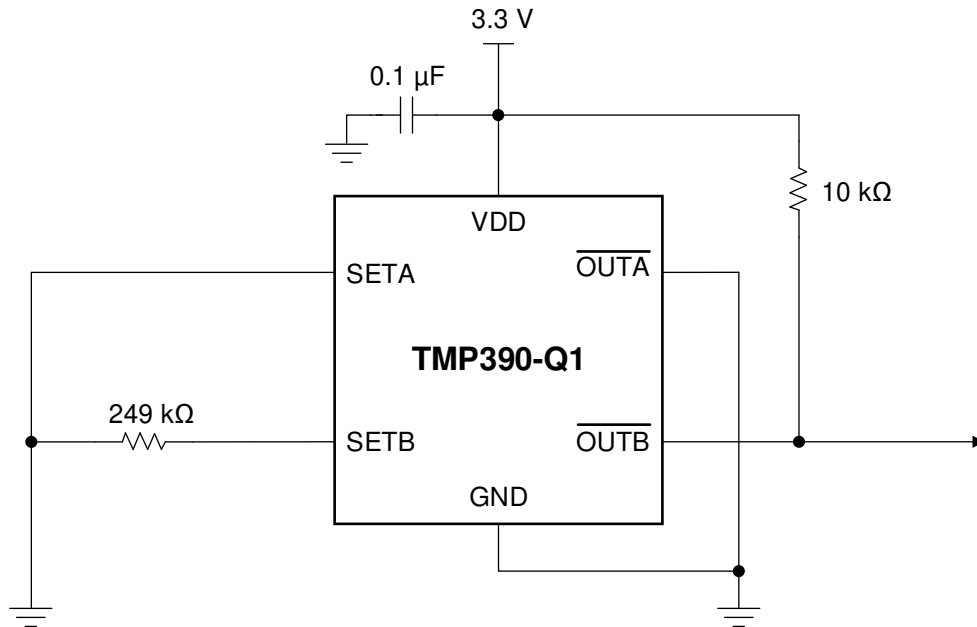 3.3 V
0.1 µF
10 kΩ
VDD
SETA
OUTA
TMP390-Q1
249 kΩ
SETB
OUTB
GND